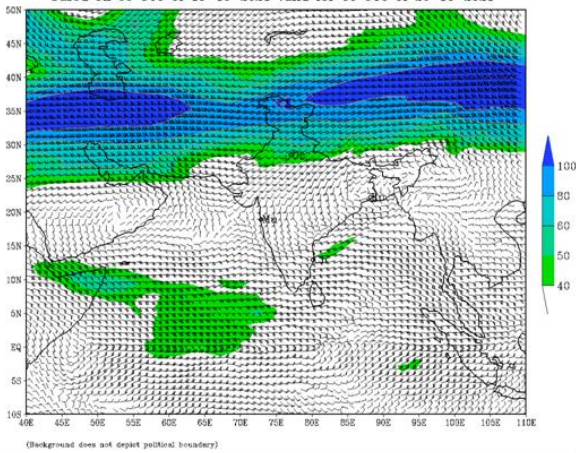 50N
45N
40N
35N
30N
25N
20N
15N
10N
5N
EQ
5S
10S
40E 45E 50E 55E 60E 65E 70E 75E 80E 85E 90E 95E 100E 105E 110E
100
80
60
50
40
(Background does not depict political boundary)